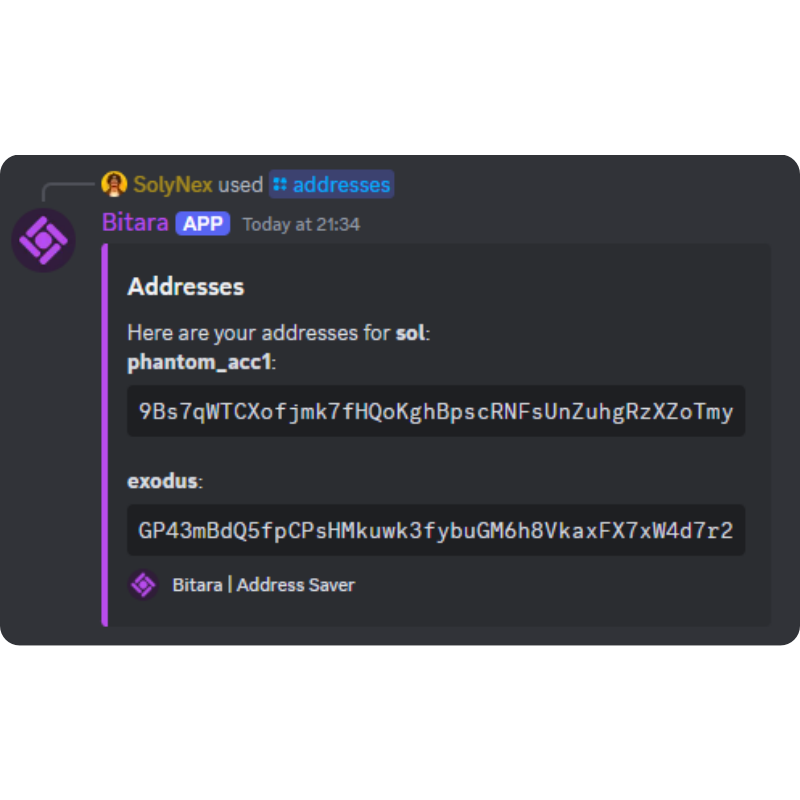 SolyNex used addresses
Bitara APP Today at 21:34
Addresses
Here are your addresses for sol:
phantom_acc1:
9Bs7qWTCXofjmk7fHQoKghBpscRNFsUnZuhgRzXZoTmy
exodus:
GP43mBdQ5fpCPsHMkuwk3fybuGM6h8VkaxFX7xW4d7r2
Bitara | Address Saver